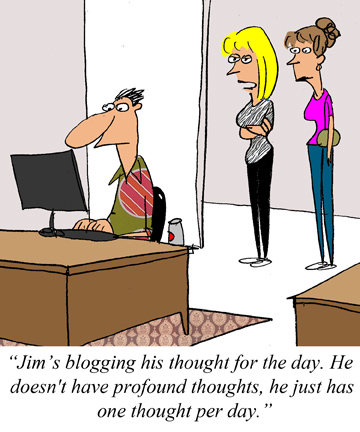 “Jim’s blogging his thought for the day. He
doesn't have profound thoughts, he just has
one thought per day.”